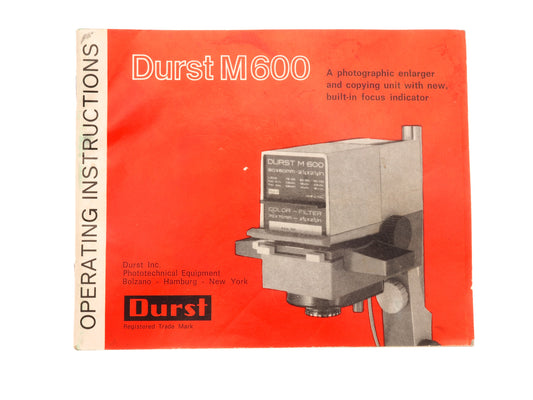 OPERATING INSTRUCTIONS
Durst M600
A photographic enlarger
and copying unit with new,
built-in focus indicator
DURST M 600
COLOR - FILTER
Durst Inc.
Phototechnical Equipment
Bolzano - Hamburg - New York
Durst
Registered Trade Mark